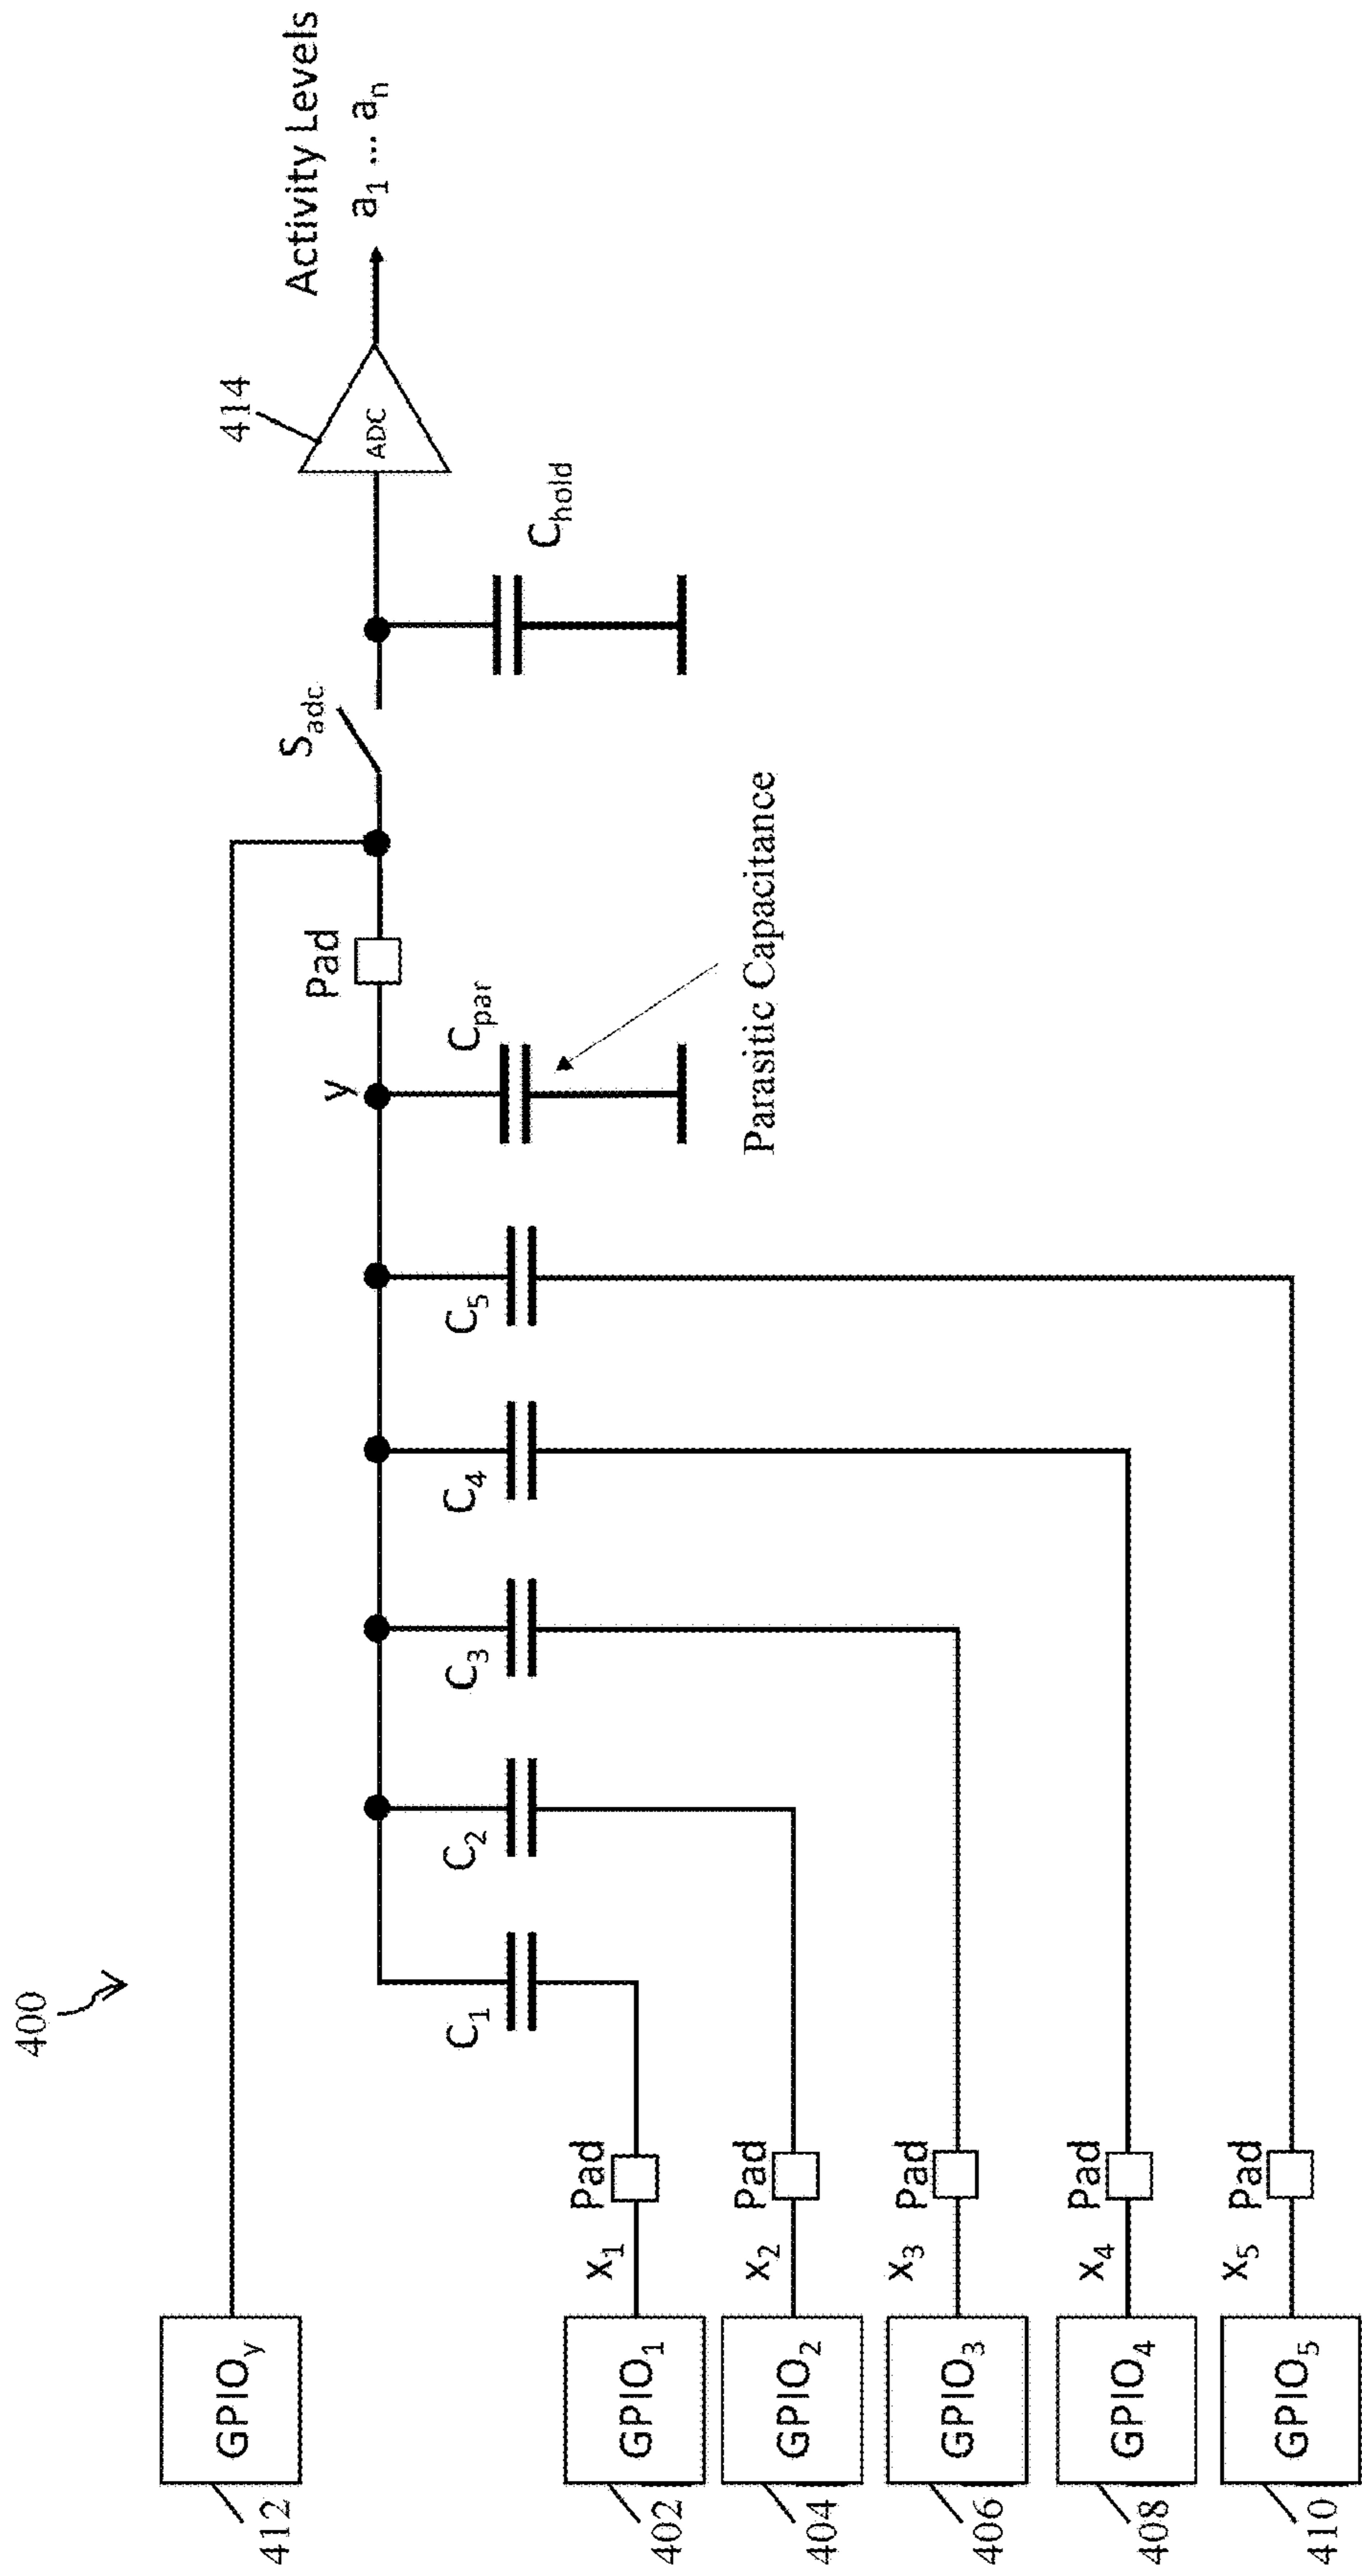 400
412
GPIOy
Activity Levels
a1 ... an
414
ADC
Sadc
Pad
y
Cpar
Chold
Parasitic Capacitance
C1
C2
C3
C4
C5
402
GPIO1
x1
Pad
404
GPIO2
x2
Pad
406
GPIO3
x3
Pad
408
GPIO4
x4
Pad
410
GPIO5
x5
Pad